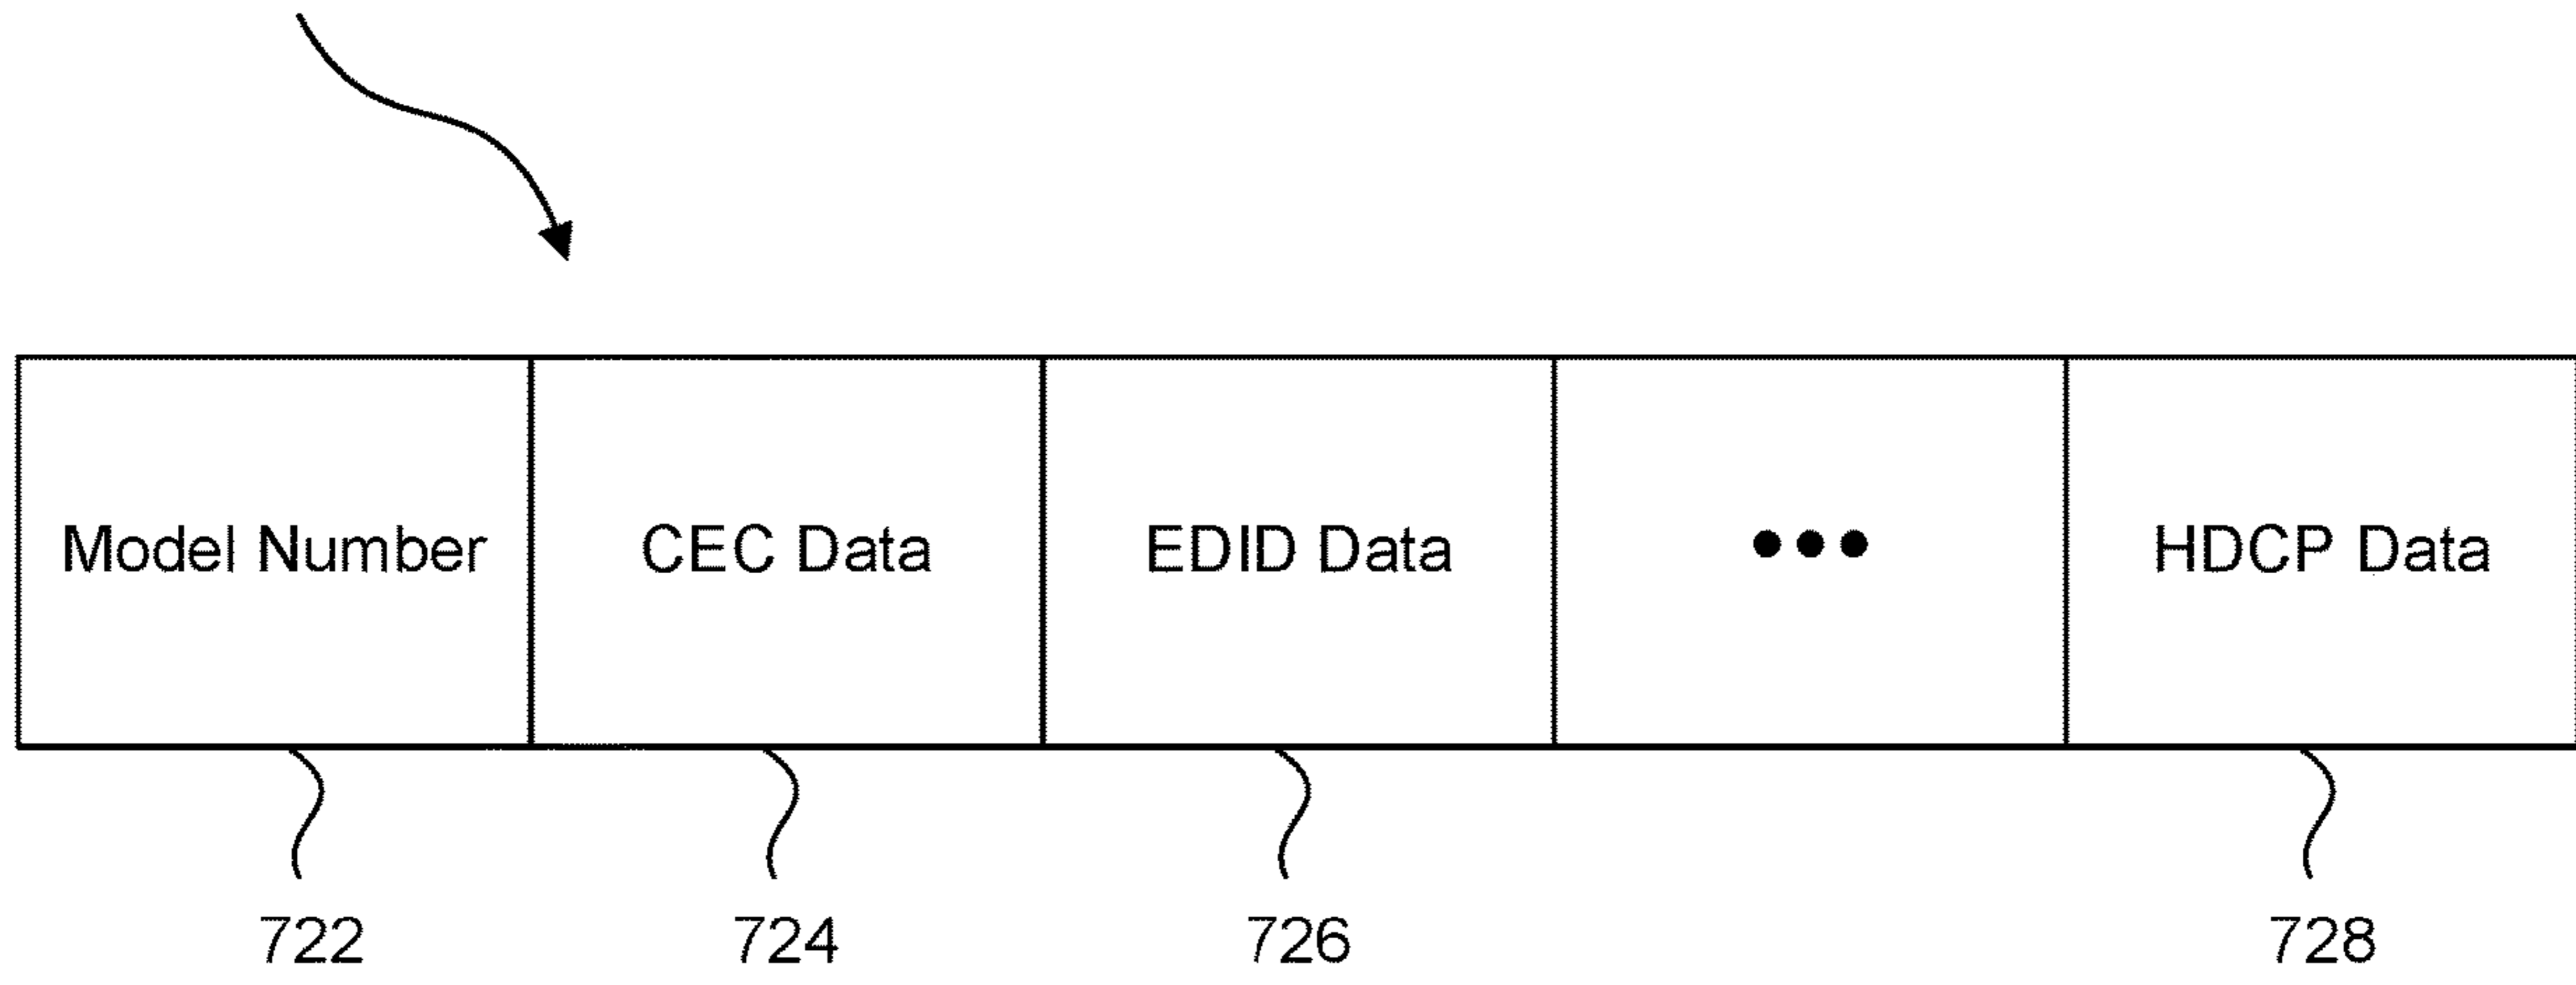 Model Number CEC Data EDID Data ••• HDCP Data
722 724 726 728